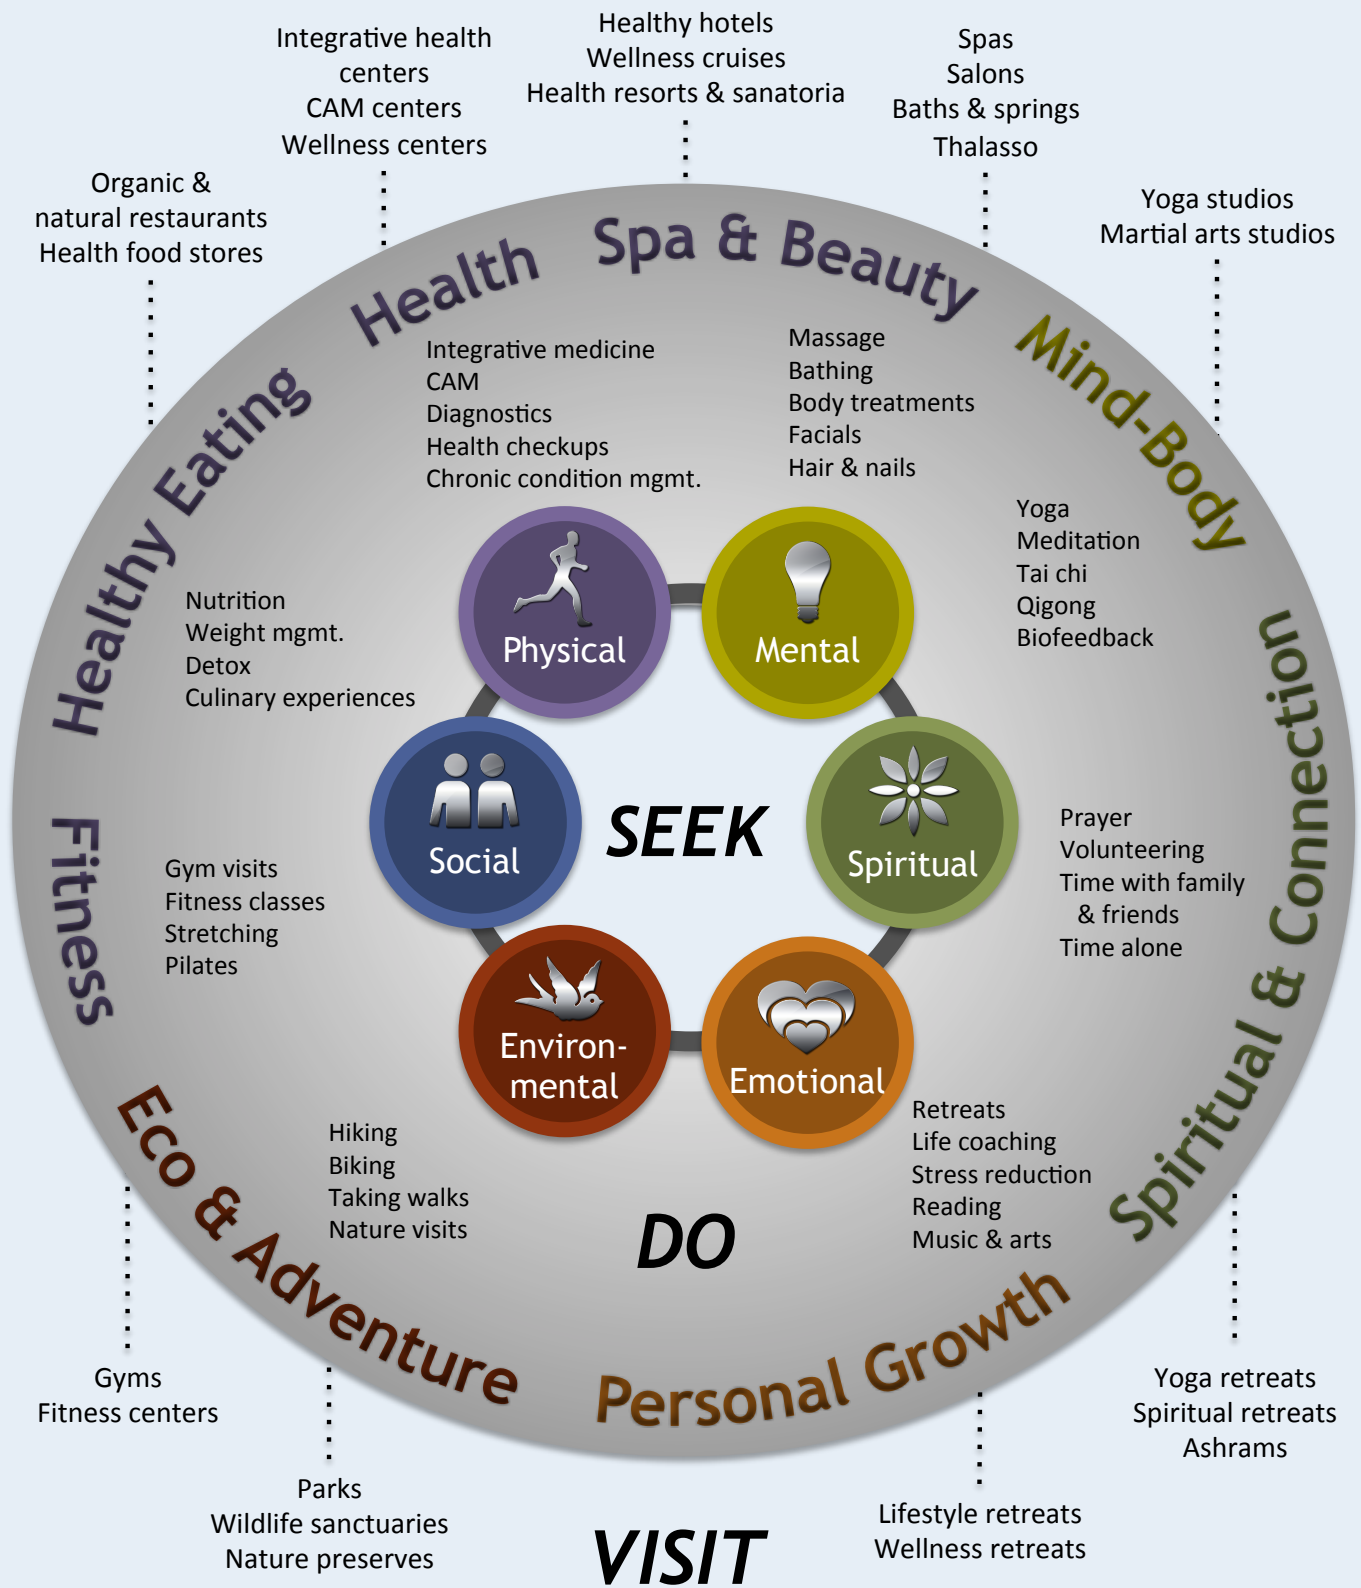 Healthy hotels
Wellness cruises
Health resorts & sanatoria
Integrative health
centers
CAM centers
Wellness centers
Spas
Salons
Baths & springs
Thalasso
Organic &
natural restaurants
Health food stores
Yoga studios
Martial arts studios
Healthy Eating
Health
Spa & Beauty
Mind-Body
Spiritual & Connection
Personal Growth
Eco & Adventure
Fitness
Integrative medicine
CAM
Diagnostics
Health checkups
Chronic condition mgmt.
Massage
Bathing
Body treatments
Facials
Hair & nails
Yoga
Meditation
Tai chi
Qigong
Biofeedback
Nutrition
Weight mgmt.
Detox
Culinary experiences
Physical
Mental
Social
SEEK
Spiritual
Environ-
mental
Emotional
Gym visits
Fitness classes
Stretching
Pilates
Prayer
Volunteering
Time with family
& friends
Time alone
Hiking
Biking
Taking walks
Nature visits
DO
Retreats
Life coaching
Stress reduction
Reading
Music & arts
Gyms
Fitness centers
Parks
Wildlife sanctuaries
Nature preserves
VISIT
Lifestyle retreats
Wellness retreats
Yoga retreats
Spiritual retreats
Ashrams